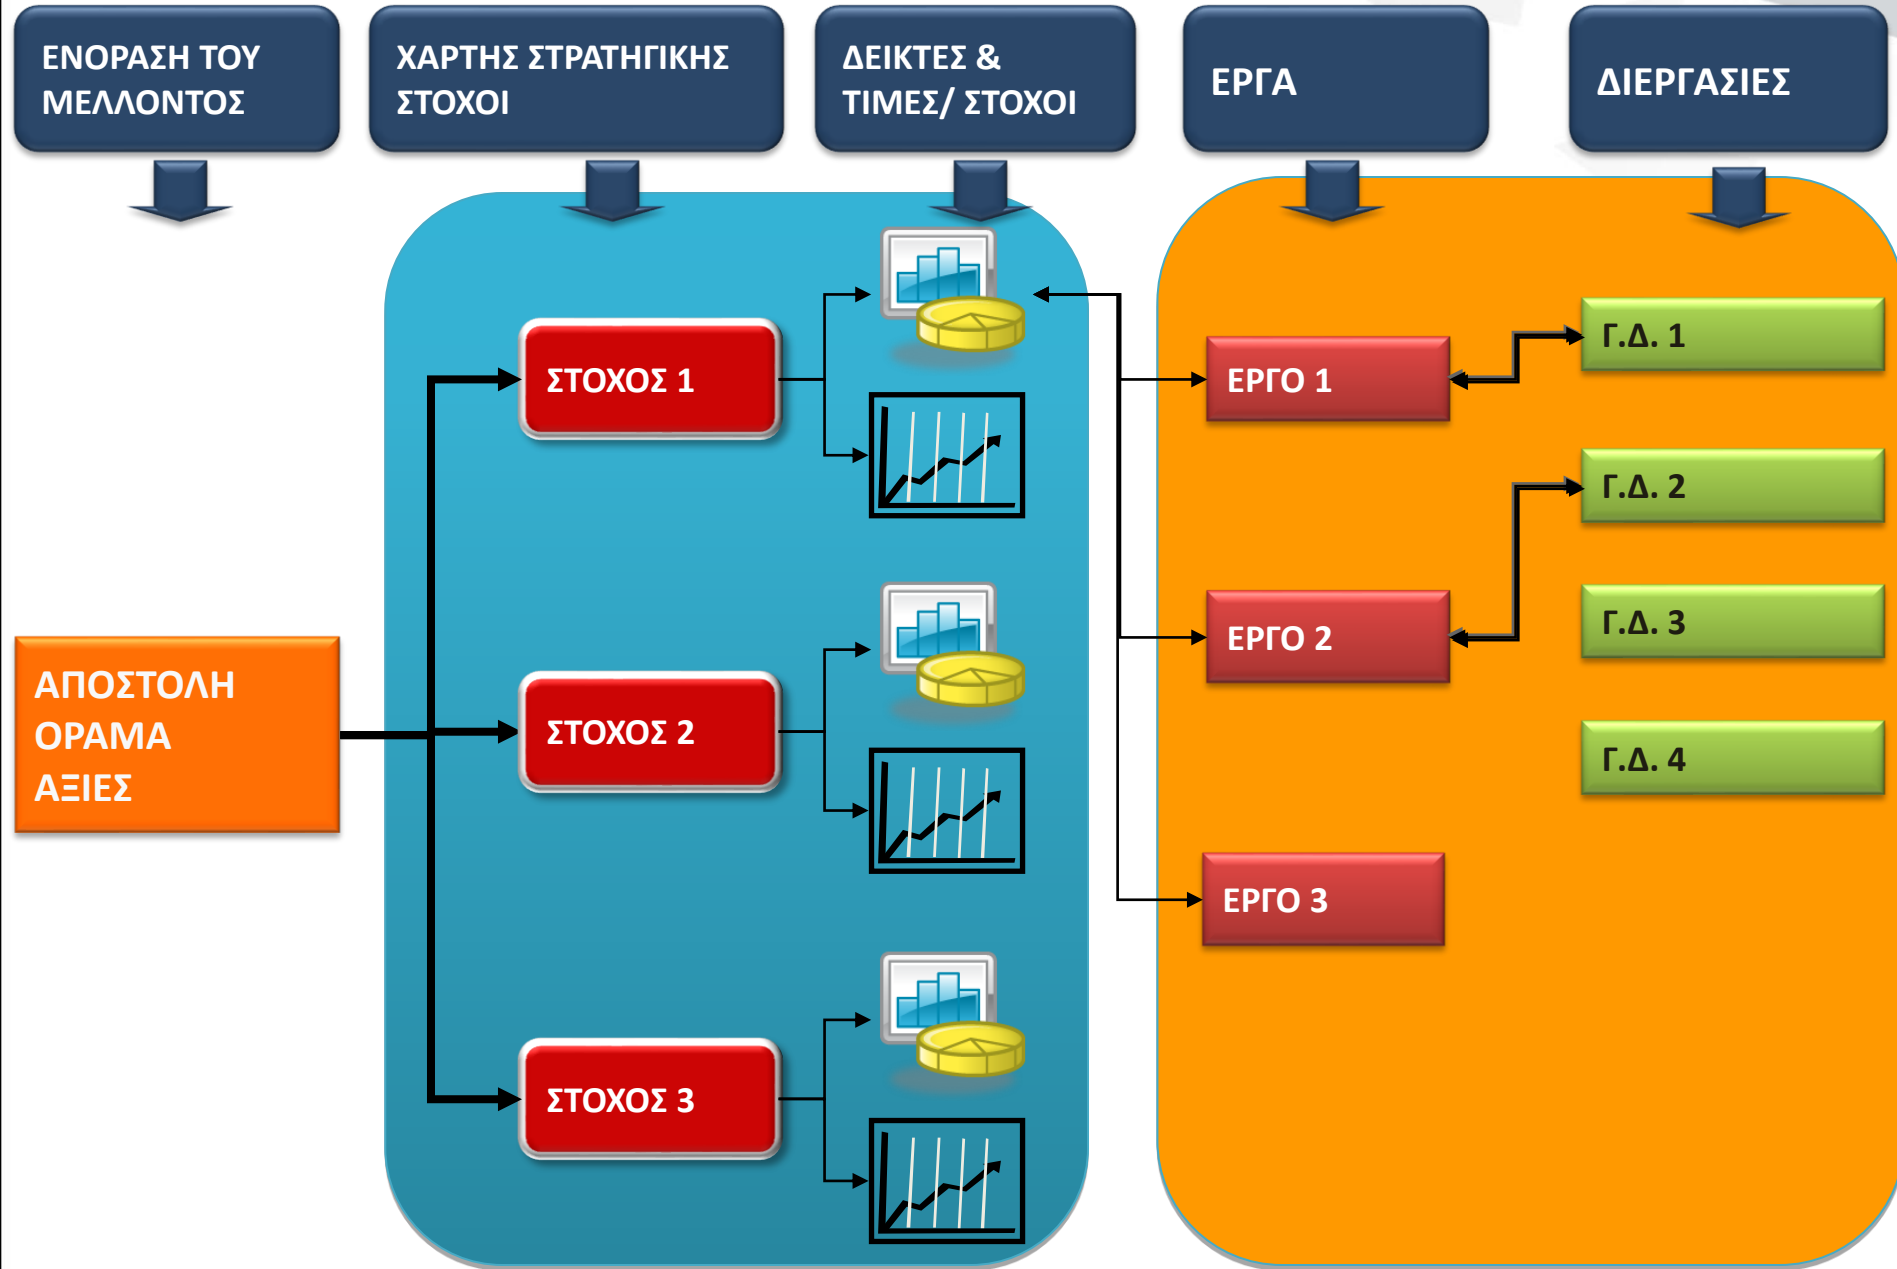 ΕΝΟΡΑΣΗ ΤΟΥ
ΜΕΛΛΟΝΤΟΣ
ΧΑΡΤΗΣ ΣΤΡΑΤΗΓΙΚΗΣ
ΣΤΟΧΟΙ
ΔΕΙΚΤΕΣ &
ΤΙΜΕΣ/ ΣΤΟΧΟΙ
ΕΡΓΑ
ΔΙΕΡΓΑΣΙΕΣ
ΑΠΟΣΤΟΛΗ
ΟΡΑΜΑ
ΑΞΙΕΣ
ΣΤΟΧΟΣ 1
ΣΤΟΧΟΣ 2
ΣΤΟΧΟΣ 3
ΕΡΓΟ 1
ΕΡΓΟ 2
ΕΡΓΟ 3
Γ.Δ. 1
Γ.Δ. 2
Γ.Δ. 3
Γ.Δ. 4